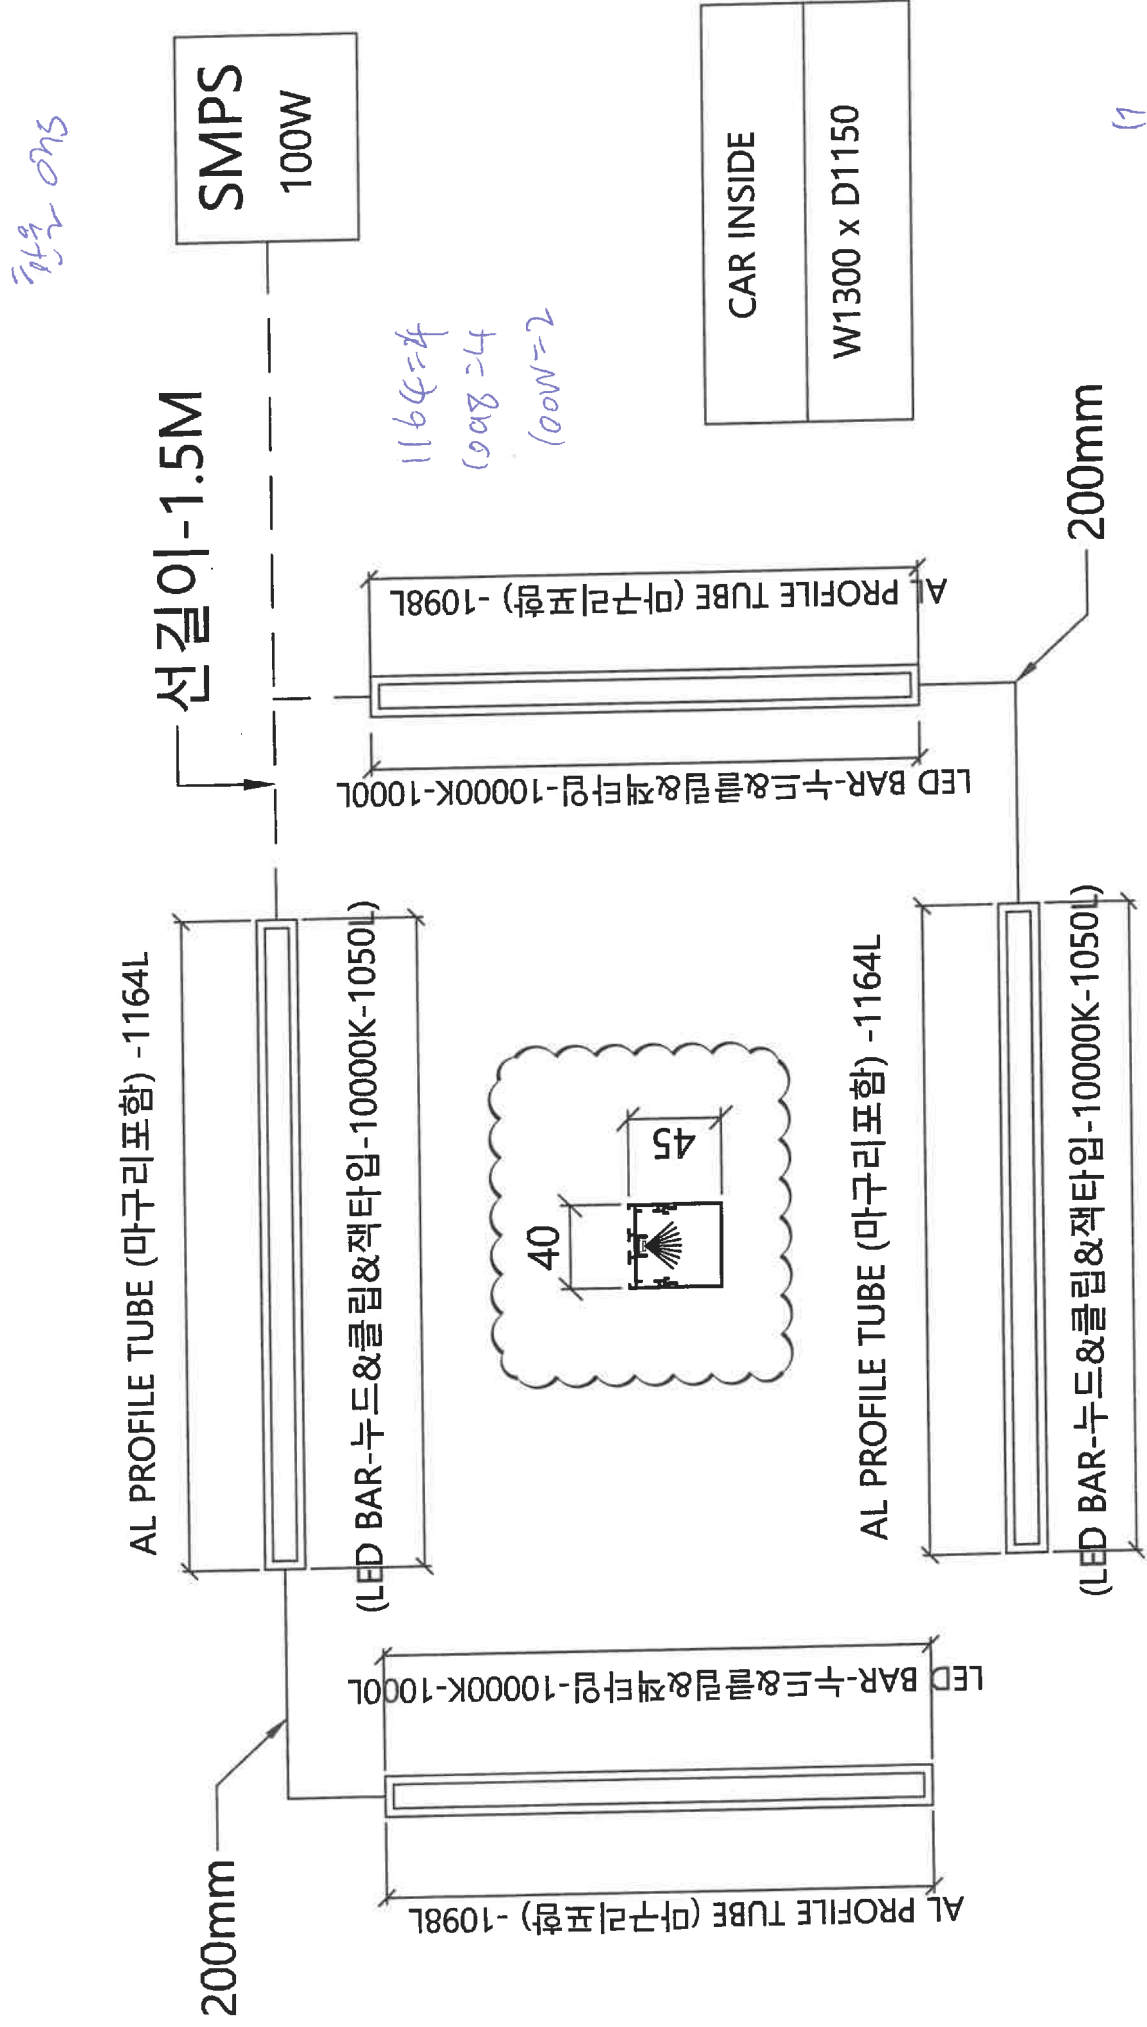 SMPS
100W
선길이-1.5M
1164=4
1098=4
100W=2
CAR INSIDE
W1300 x D1150
AL PROFILE TUBE (마구리포함) -1164L
(LED BAR-누드&클립&잭타입-10000K-1050L)
AL PROFILE TUBE (마구리포함) -1098L
LED BAR-누드&클립&잭타입-10000K-1000L
200mm
40
45
200mm
LED BAR-누드&클립&잭타입-10000K-1000L
AL PROFILE TUBE (마구리포함) -1098L
AL PROFILE TUBE (마구리포함) -1164L
(LED BAR-누드&클립&잭타입-10000K-1050L)